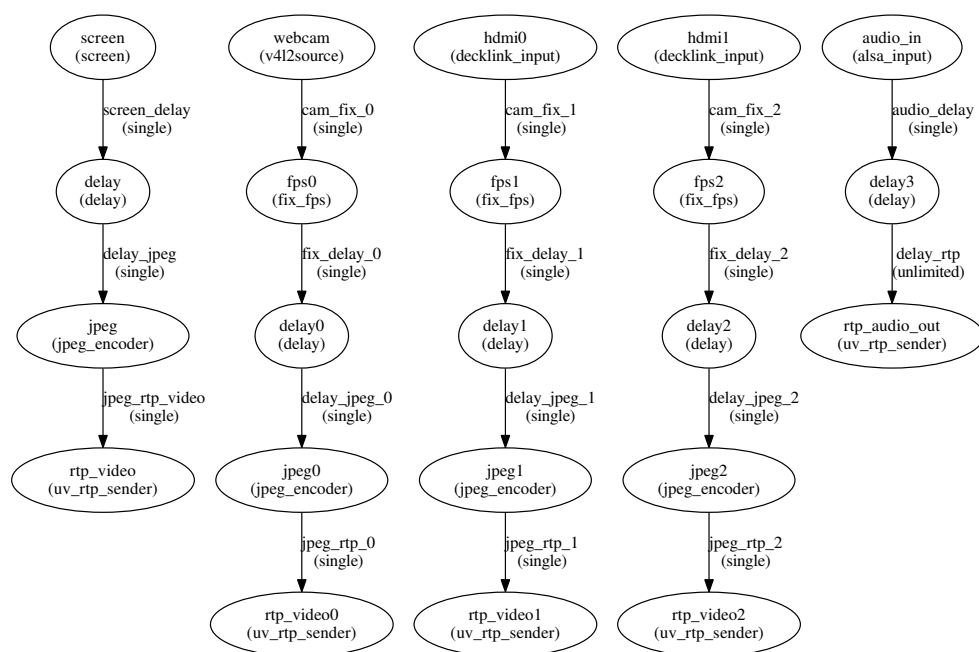 screen
(screen)
webcam
(v4l2source)
hdmi0
(decklink_input)
hdmi1
(decklink_input)
audio_in
(alsa_input)
screen_delay
(single)
cam_fix_0
(single)
cam_fix_1
(single)
cam_fix_2
(single)
audio_delay
(single)
delay
(delay)
fps0
(fix_fps)
fps1
(fix_fps)
fps2
(fix_fps)
delay3
(delay)
delay_jpeg
(single)
fix_delay_0
(single)
fix_delay_1
(single)
fix_delay_2
(single)
delay_rtp
(unlimited)
jpeg
(jpeg_encoder)
delay0
(delay)
delay1
(delay)
delay2
(delay)
rtp_audio_out
(uv_rtp_sender)
jpeg_rtp_video
(single)
delay_jpeg_0
(single)
delay_jpeg_1
(single)
delay_jpeg_2
(single)
rtp_video
(uv_rtp_sender)
jpeg0
(jpeg_encoder)
jpeg1
(jpeg_encoder)
jpeg2
(jpeg_encoder)
jpeg_rtp_0
(single)
jpeg_rtp_1
(single)
jpeg_rtp_2
(single)
rtp_video0
(uv_rtp_sender)
rtp_video1
(uv_rtp_sender)
rtp_video2
(uv_rtp_sender)